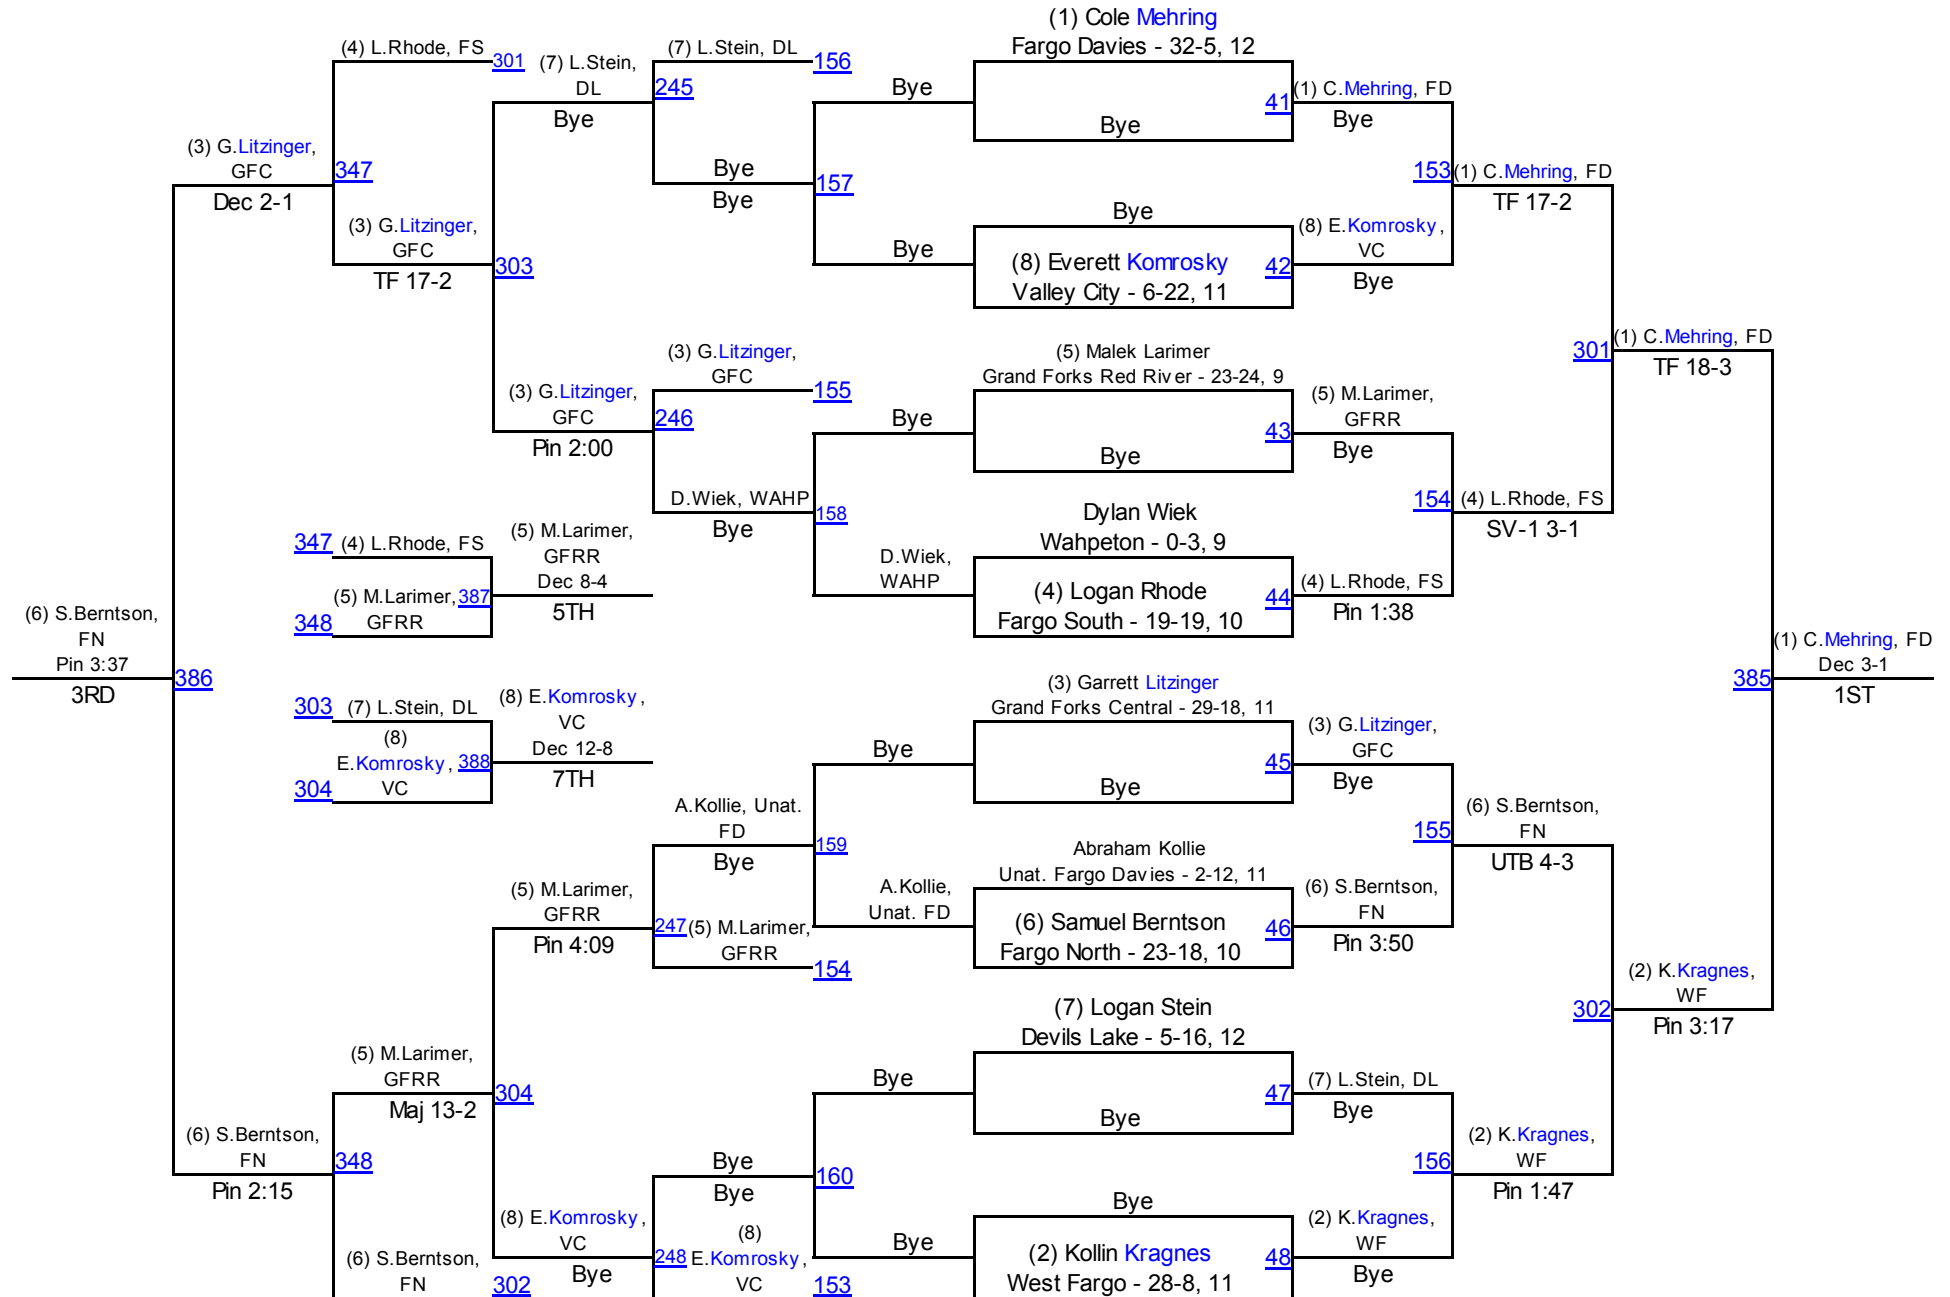 (1) Cole Mehring
Fargo Davies - 32-5, 12
(4) L.Rhode, FS
301
(7) L.Stein,
DL
Bye
(7) L.Stein, DL
156
245
Bye
Bye
41
(1) C.Mehring, FD
Bye
(3) G.Litzinger,
GFC
Dec 2-1
347
Bye
Bye
157
153
(1) C.Mehring, FD
TF 17-2
(3) G.Litzinger,
GFC
TF 17-2
303
Bye
Bye
(8) Everett Komrosky
Valley City - 6-22, 11
42
(8) E.Komrosky,
VC
Bye
(3) G.Litzinger,
GFC
155
(5) Malek Larimer
Grand Forks Red River - 23-24, 9
301
(1) C.Mehring, FD
TF 18-3
(3) G.Litzinger,
GFC
Pin 2:00
246
Bye
Bye
43
(5) M.Larimer,
GFRR
Bye
D.Wiek, WAHP
Bye
158
Dylan Wiek
Wahpeton - 0-3, 9
154
(4) L.Rhode, FS
SV-1 3-1
347
(4) L.Rhode, FS
(5) M.Larimer,
GFRR
Dec 8-4
5TH
D.Wiek,
WAHP
(4) Logan Rhode
Fargo South - 19-19, 10
44
(4) L.Rhode, FS
Pin 1:38
(5) M.Larimer,
GFRR
387
348
(6) S.Berntson,
FN
Pin 3:37
3RD
386
(1) C.Mehring, FD
Dec 3-1
1ST
385
303
(7) L.Stein, DL
(8) E.Komrosky,
VC
Dec 12-8
7TH
(8)
E.Komrosky,
VC
388
304
(3) Garrett Litzinger
Grand Forks Central - 29-18, 11
Bye
Bye
45
(3) G.Litzinger,
GFC
Bye
A.Kollie, Unat.
FD
Bye
159
Abraham Kollie
Unat. Fargo Davies - 2-12, 11
155
(6) S.Berntson,
FN
UTB 4-3
(5) M.Larimer,
GFRR
Pin 4:09
247
(5) M.Larimer,
GFRR
154
A.Kollie,
Unat. FD
(6) Samuel Berntson
Fargo North - 23-18, 10
46
(6) S.Berntson,
FN
Pin 3:50
302
(2) K.Kragnes,
WF
Pin 3:17
(7) Logan Stein
Devils Lake - 5-16, 12
(5) M.Larimer,
GFRR
Maj 13-2
304
Bye
Bye
47
(7) L.Stein, DL
Bye
(6) S.Berntson,
FN
Pin 2:15
348
Bye
Bye
160
156
(2) K.Kragnes,
WF
Pin 1:47
(6) S.Berntson,
FN
302
(8) E.Komrosky,
VC
Bye
248
(8)
E.Komrosky,
VC
153
Bye
Bye
(2) Kollin Kragnes
West Fargo - 28-8, 11
48
(2) K.Kragnes,
WF
Bye